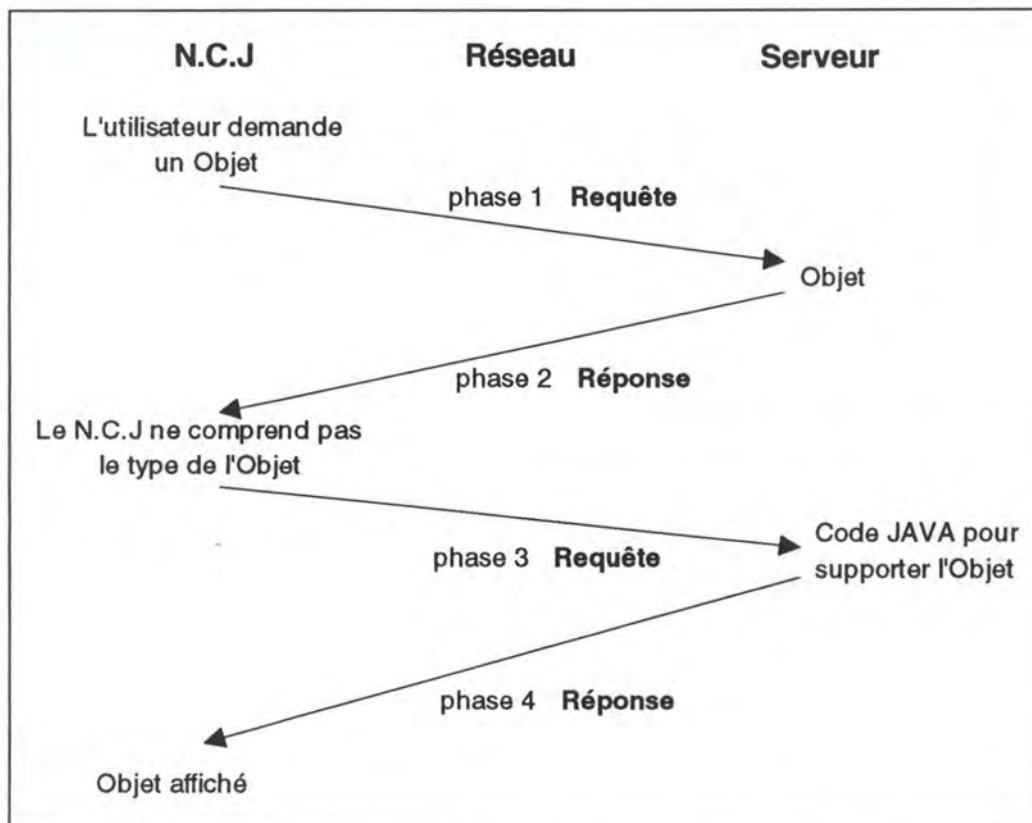 N.C.J Réseau Serveur
L'utilisateur demande
un Objet
phase 1 Requête
Objet
phase 2 Réponse
Le N.C.J ne comprend pas
le type de l'Objet
Code JAVA pour
supporter l'Objet
phase 3 Requête
phase 4 Réponse
Objet affiché